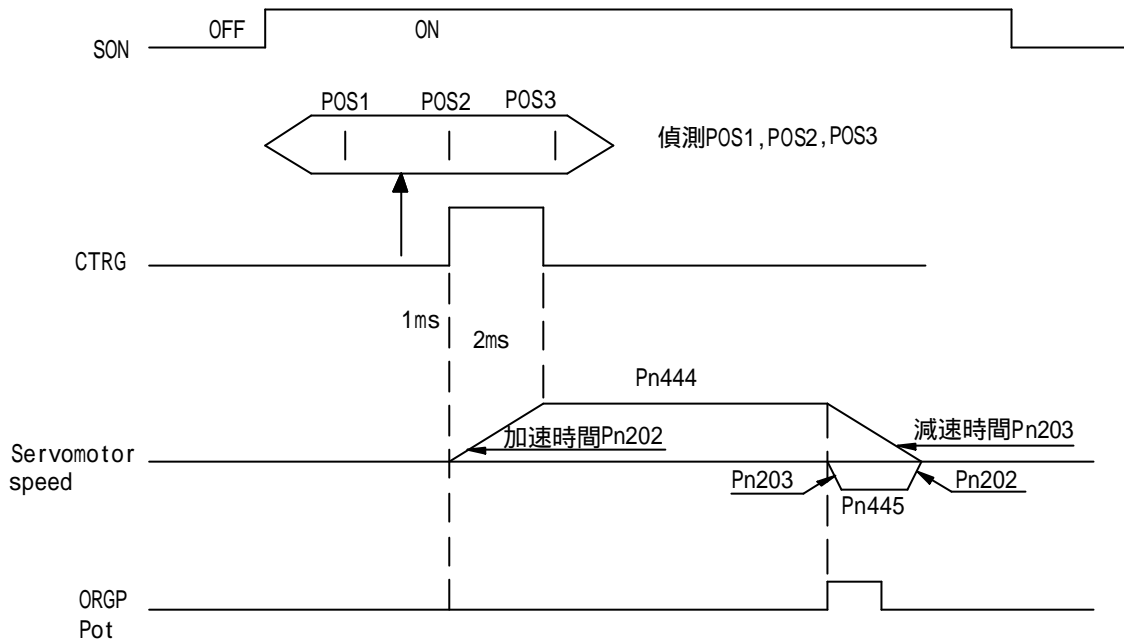 OFF
ON
SON
POS1
POS2
POS3
偵測POS1,POS2,POS3
CTRG
1ms
2ms
Pn444
加速時間Pn202
減速時間Pn203
Servomotor
speed
Pn203
Pn202
Pn445
ORGP
Pot